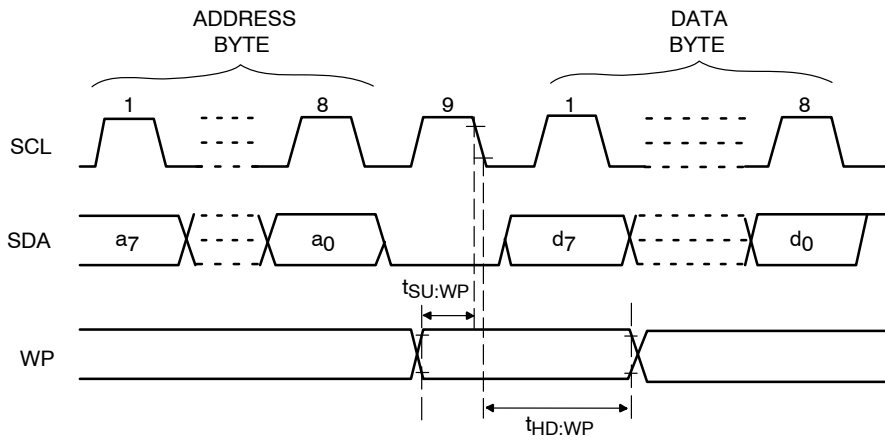 ADDRESS
BYTE
DATA
BYTE
1
8
9
1
8
SCL
SDA
a7
a0
d7
d0
tSU:WP
WP
tHD:WP